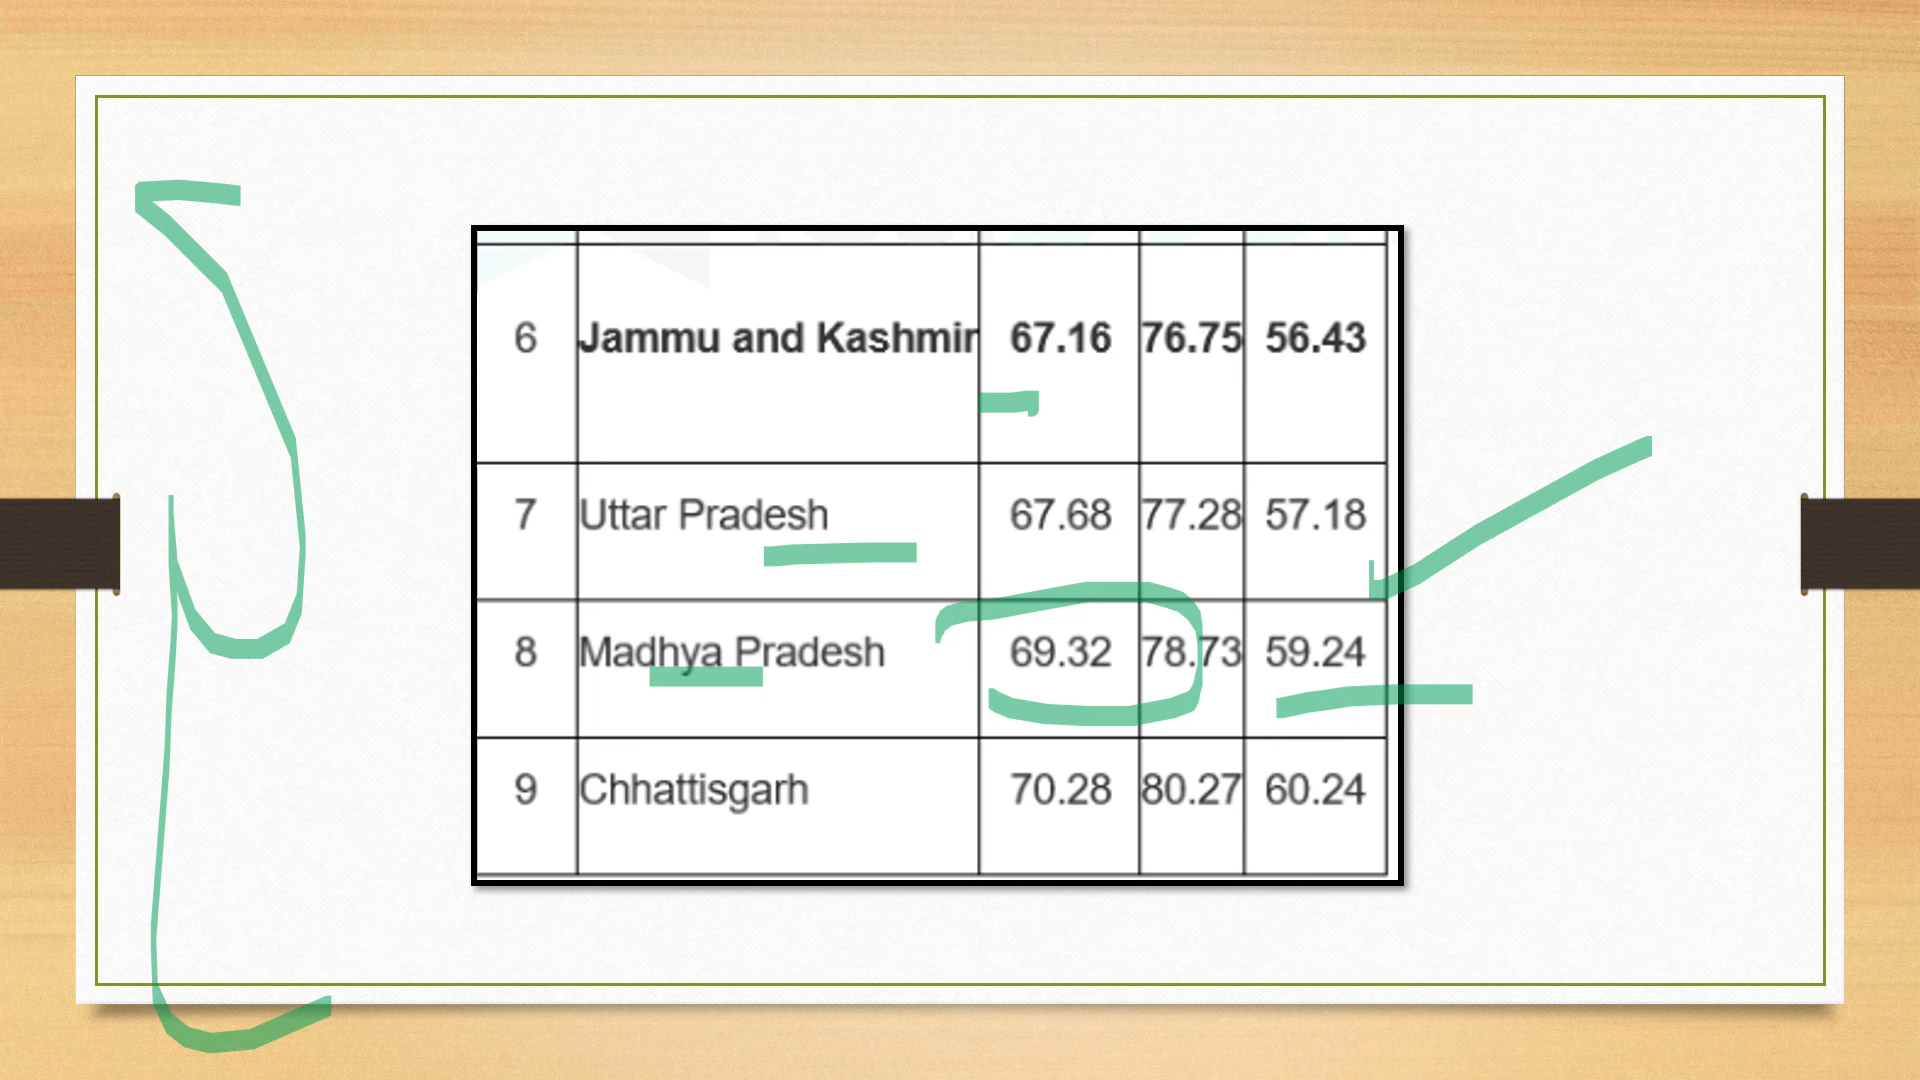 6 Jammu and Kashmir 67.16 76.75 56.43
7 Uttar Pradesh 67.68 77.28 57.18
8 Madhya Pradesh 69.32 78.73 59.24
9 Chhattisgarh 70.28 80.27 60.24